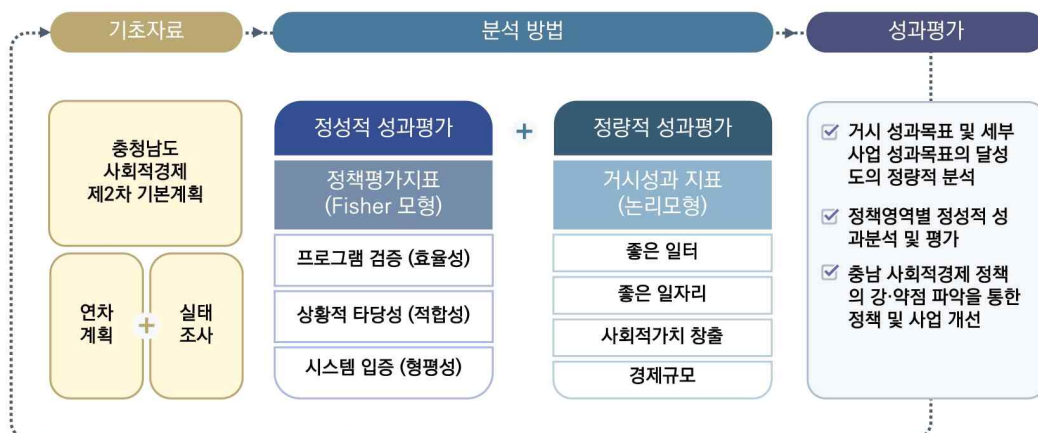 기초자료
분석 방법
성과평가
충청남도
사회적경제
제2차 기본계획
연차
계획
+
실태
조사
정성적 성과평가
정책평가지표
(Fisher 모형)
프로그램 검증 (효율성)
상황적 타당성 (적합성)
시스템 입증 (형평성)
+
정량적 성과평가
거시성과 지표
(논리모형)
좋은 일터
좋은 일자리
사회적가치 창출
경제규모
거시 성과목표 및 세부
사업 성과목표의 달성
도의 정량적 분석
정책영역별 정성적 성
과분석 및 평가
충남 사회적경제 정책
의 강·약점 파악을 통한
정책 및 사업 개선